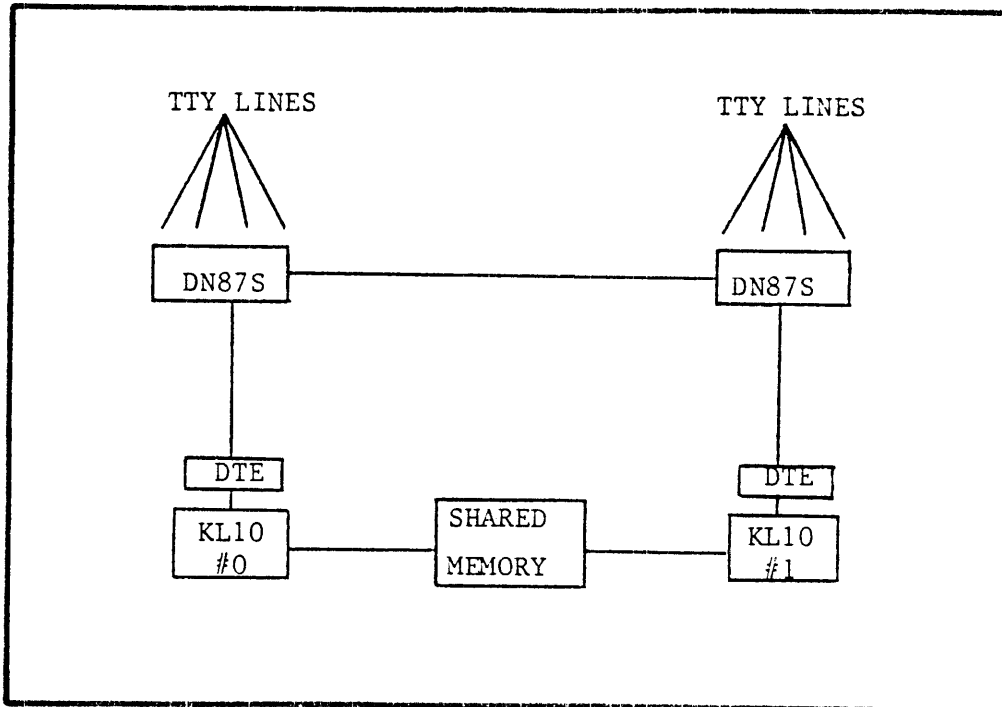 TTY LINES
TTY LINES
DN87S
DN87S
DTE
DTE
KL10
#0
SHARED
MEMORY
KL10
#1